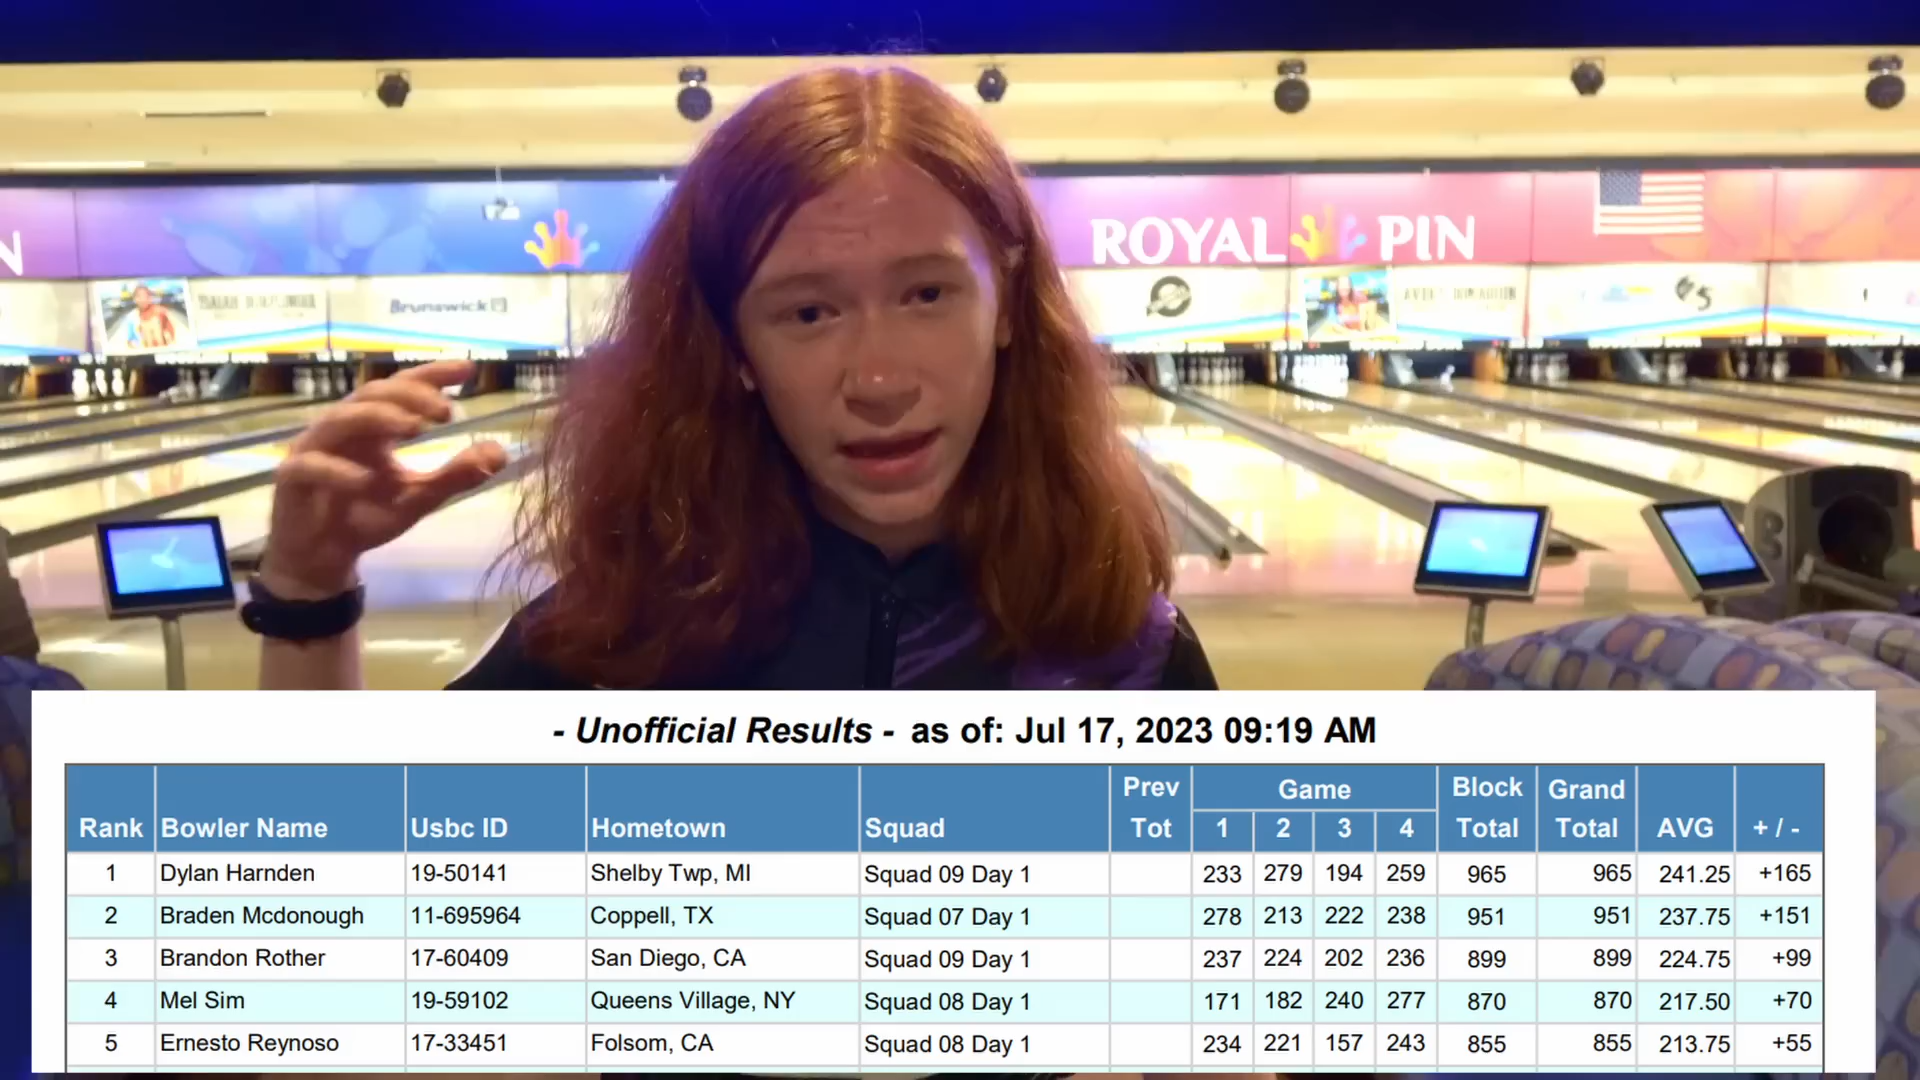 ROYAL PIN
N
Brunswick
5
- Unofficial Results - as of: Jul 17, 2023 09:19 AM
Rank Bowler Name Usbc ID Hometown Squad Prev Tot Game 1 2 3 4 Block Total Grand Total AVG + / -
1 Dylan Harnden 19-50141 Shelby Twp, MI Squad 09 Day 1 233 279 194 259 965 965 241.25 +165
2 Braden Mcdonough 11-695964 Coppell, TX Squad 07 Day 1 278 213 222 238 951 951 237.75 +151
3 Brandon Rother 17-60409 San Diego, CA Squad 09 Day 1 237 224 202 236 899 899 224.75 +99
4 Mel Sim 19-59102 Queens Village, NY Squad 08 Day 1 171 182 240 277 870 870 217.50 +70
5 Ernesto Reynoso 17-33451 Folsom, CA Squad 08 Day 1 234 221 157 243 855 855 213.75 +55